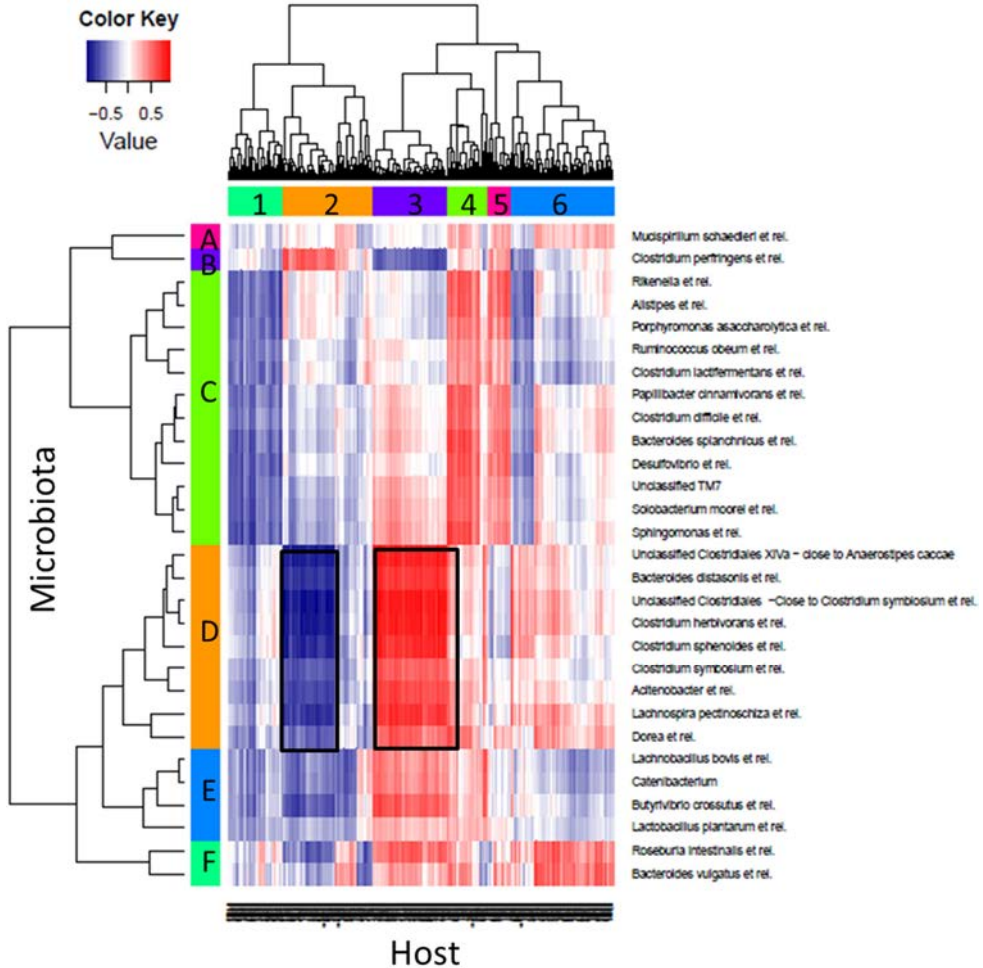 Color Key
−0.5 0.5
Value
1 2 3 4 5 6
A
B
C
D
E
F
Microbiota
Mucispirillum schaedleri et rel.
Clostridium perfringens et rel.
Rikenella et rel.
Alistipes et rel.
Porphyromonas asaccharolytica et rel.
Ruminococcus obeum et rel.
Clostridium lactifermentans et rel.
Papillibacter cinnamivorans et rel.
Clostridium difficile et rel.
Bacteroides splanchnicus et rel.
Desulfovibrio et rel.
Unclassified TM7
Solobacterium moorei et rel.
Sphingomonas et rel.
Unclassified Clostridiales XIVa − close to Anaerostipes caccae
Bacteroides distasonis et rel.
Unclassified Clostridiales −Close to Clostridium symbiosium et rel.
Clostridium herbivorans et rel.
Clostridium sphenoides et rel.
Clostridium symbosium et rel.
Acitenobacter et rel.
Lachnospira pectinoschiza et rel.
Dorea et rel.
Lachnobacillus bovis et rel.
Catenibacterium
Butyrivibrio crossutus et rel.
Lactobacillus plantarum et rel.
Roseburia intestinalis et rel.
Bacteroides vulgatus et rel.
Host